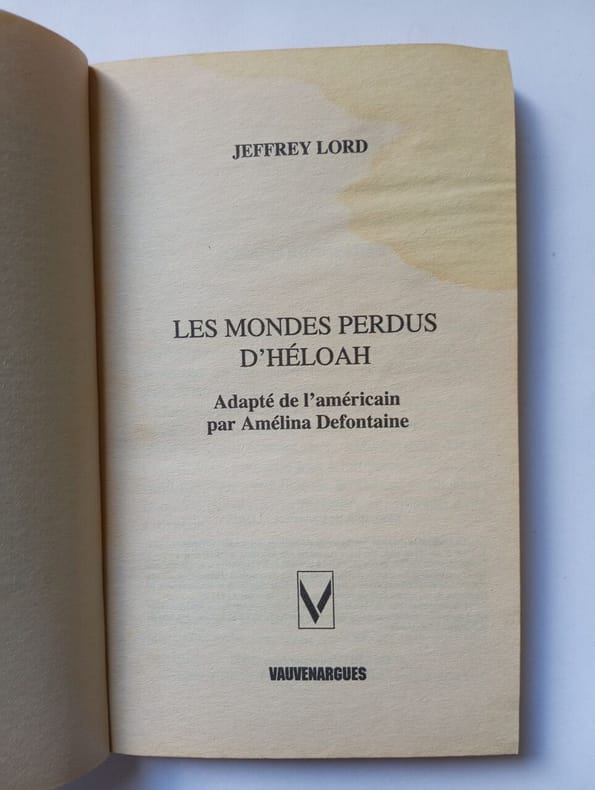 JEFFREY LORD
LES MONDES PERDUS
D'HÉLOAH
Adapté de l'américain
par Amélina Defontaine
V
VAUVENARGUES